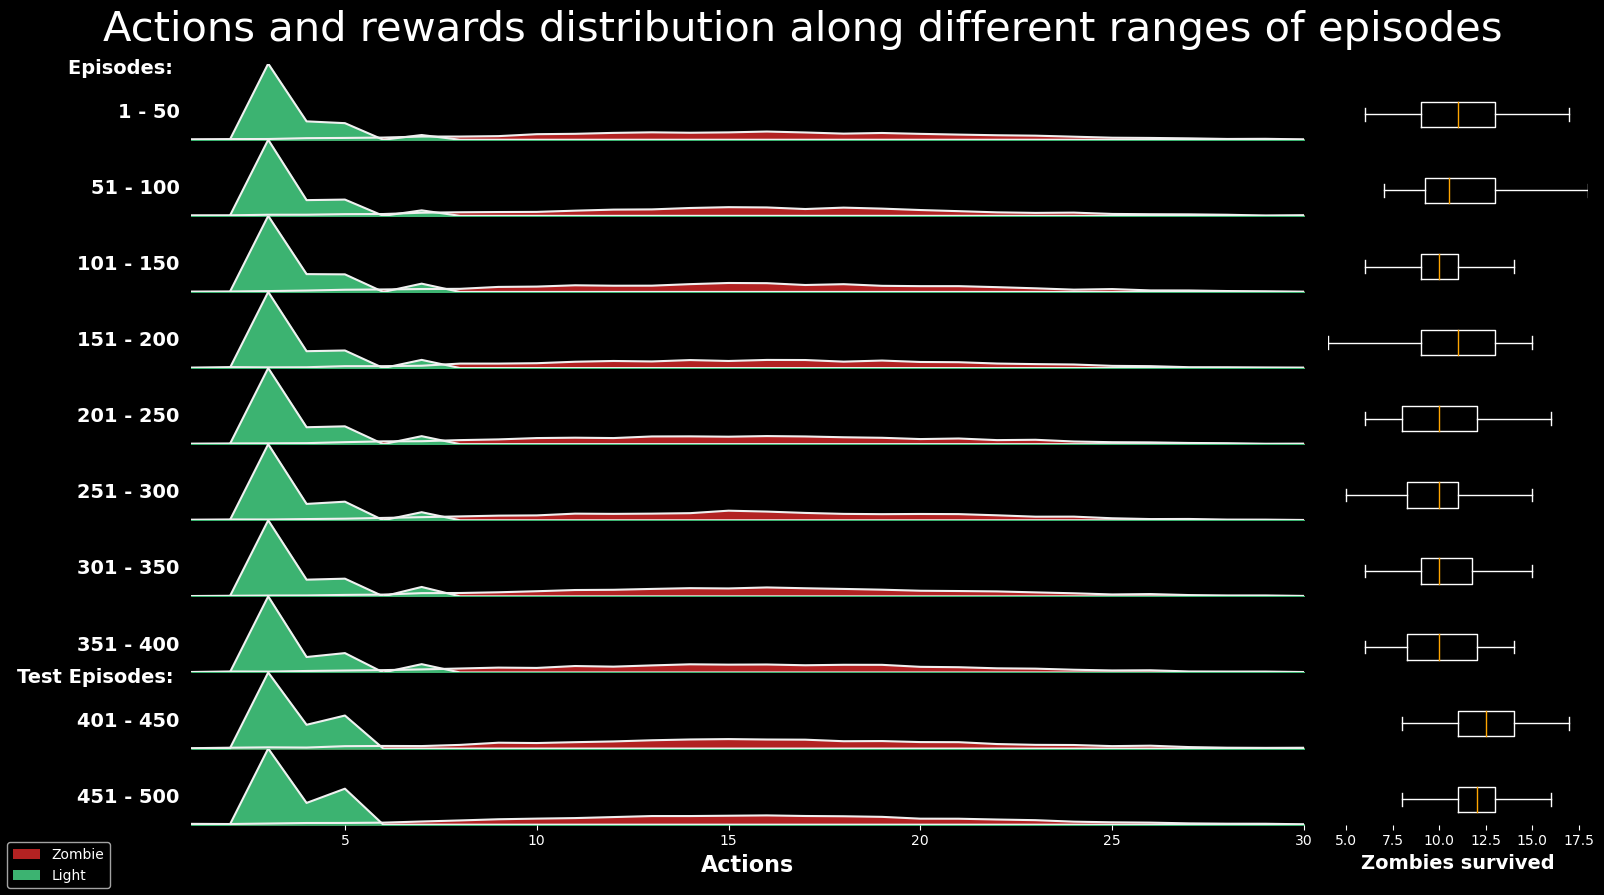 Actions and rewards distribution along different ranges of episodes
Episodes:
1 - 50
51 - 100
101 - 150
151 - 200
201 - 250
251 - 300
301 - 350
351 - 400
Test Episodes:
401 - 450
451 - 500
5 10 15 20 25 30
5.0 7.5 10.0 12.5 15.0 17.5
Actions
Zombies survived
Zombie
Light